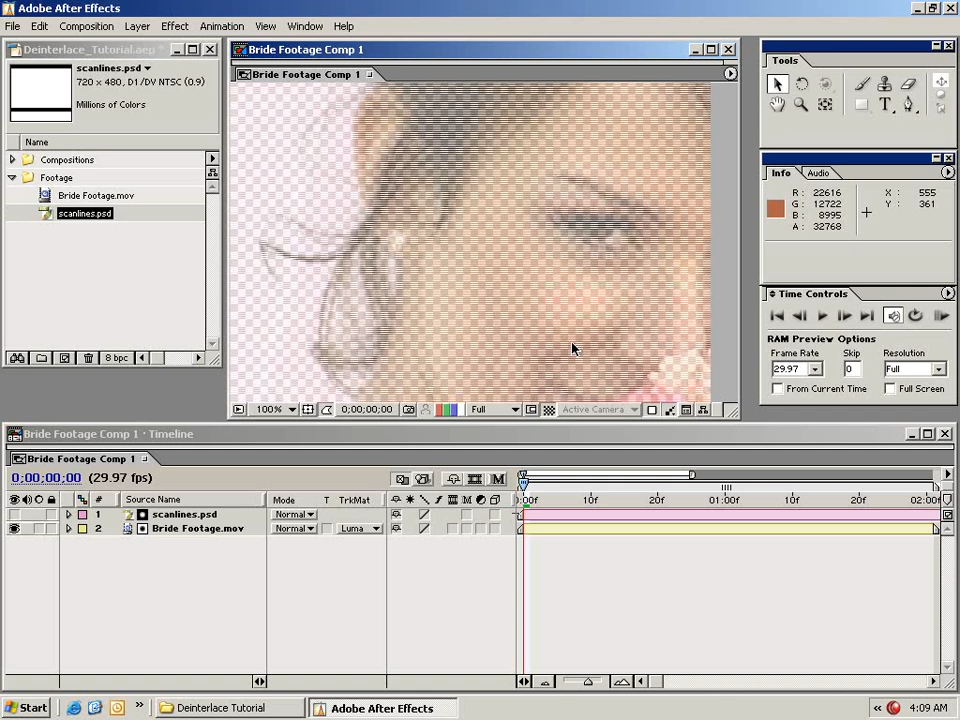 Adobe After Effects
File Edit Composition Layer Effect Animation View Window Help
Deinterlace_Tutorial.aep *
scanlines.psd
720 x 480, D1/DV NTSC (0.9)
Millions of Colors
Name
Compositions
Footage
Bride Footage.mov
scanlines.psd
8 bpc
Bride Footage Comp 1
Bride Footage Comp 1
100% 0;00;00;00 Full Active Camera
Tools
Info Audio
R: 22616 X: 555
G: 12722 Y: 361
B: 8995
A: 32768
Time Controls
RAM Preview Options
Frame Rate Skip Resolution
29.97 0 Full
From Current Time Full Screen
Bride Footage Comp 1 · Timeline
Bride Footage Comp 1
0;00;00;00 (29.97 fps)
# Source Name Mode T TrkMat
0:00f 10f 20f 01:00f 10f 20f 02:00f
1 scanlines.psd Normal
2 Bride Footage.mov Normal Luma
Start Deinterlace Tutorial Adobe After Effects 4:09 AM